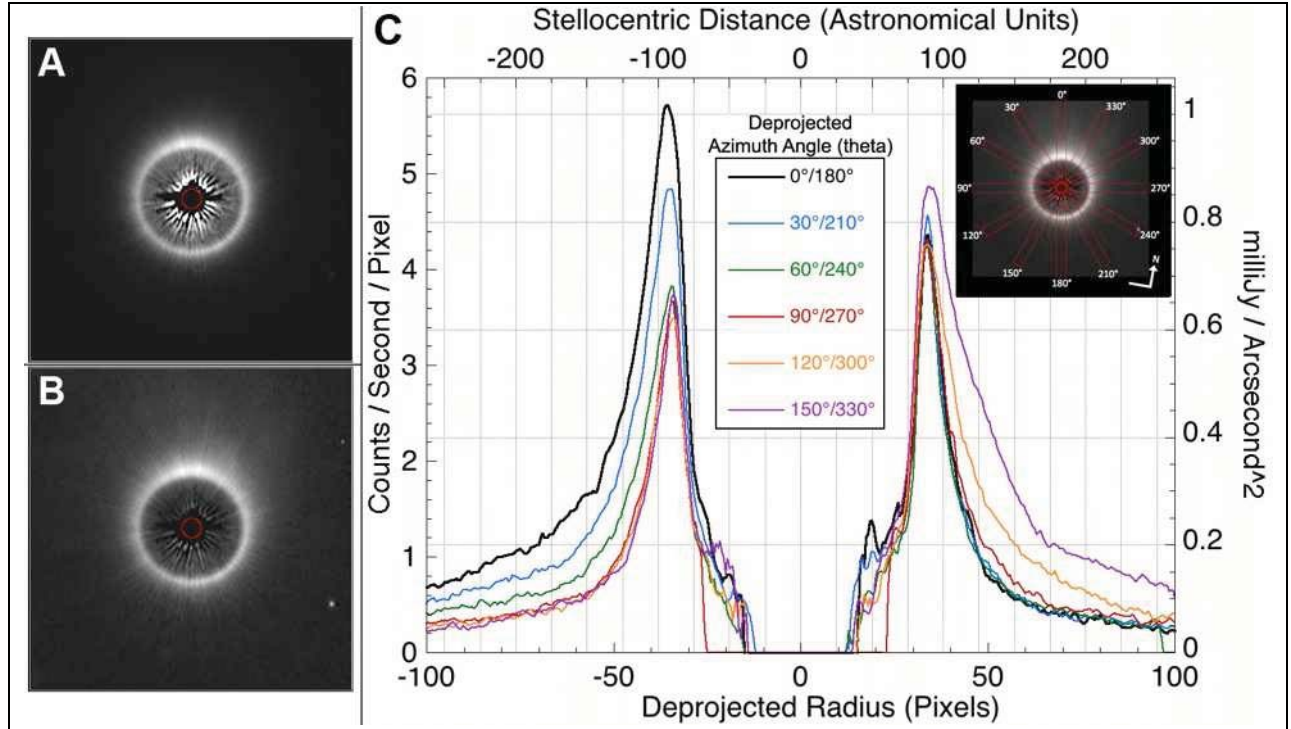 A
B
C
Stellocentric Distance (Astronomical Units)
-200 -100 0 100 200
6
5
4
3
2
1
0
Counts / Second / Pixel
Deprojected
Azimuth Angle (theta)
0°/180°
30°/210°
60°/240°
90°/270°
120°/300°
150°/330°
0°
30° 330°
60° 300°
90° 270°
120° 240°
150° 210°
180°
N
1
0.8
0.6
0.4
0.2
0
milliJy / Arcsecond^2
-100 -50 0 50 100
Deprojected Radius (Pixels)